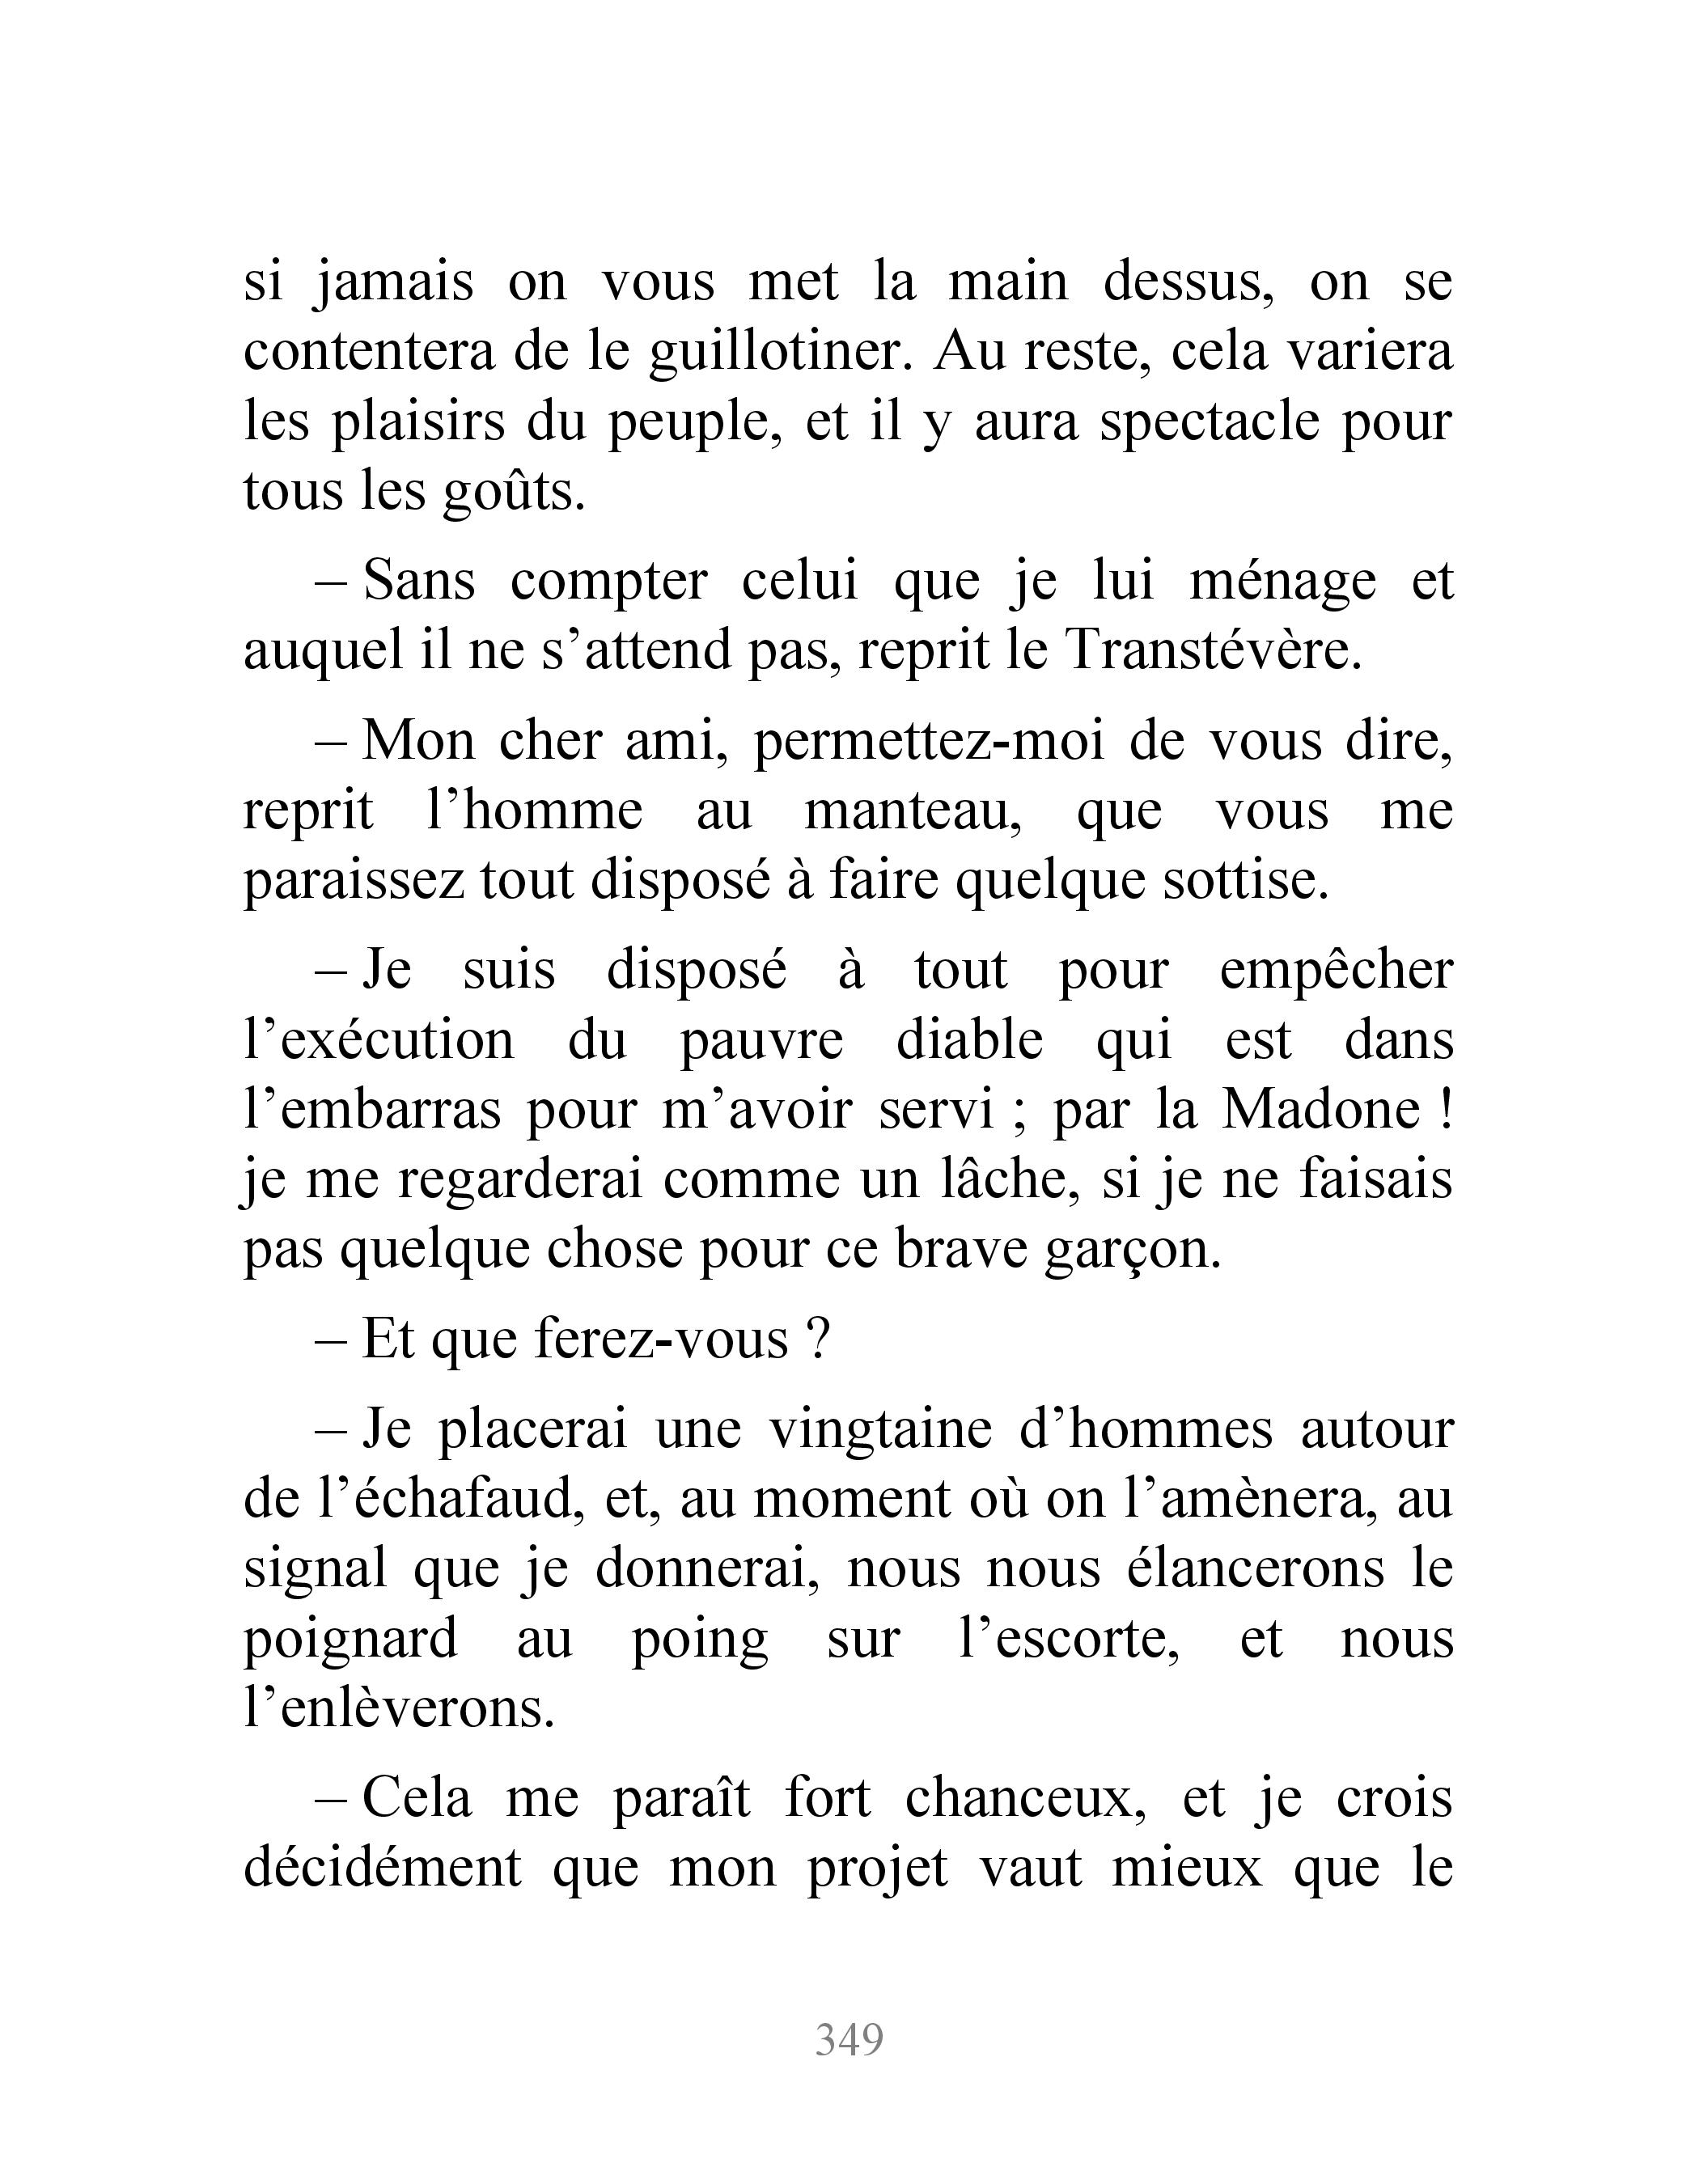 si jamais on vous met la main dessus, on se
contentera de le guillotiner. Au reste, cela variera
les plaisirs du peuple, et il y aura spectacle pour
tous les goûts.
– Sans compter celui que je lui ménage et
auquel il ne s’attend pas, reprit le Transtévère.
– Mon cher ami, permettez-moi de vous dire,
reprit l’homme au manteau, que vous me
paraissez tout disposé à faire quelque sottise.
– Je suis disposé à tout pour empêcher
l’exécution du pauvre diable qui est dans
l’embarras pour m’avoir servi ; par la Madone !
je me regarderai comme un lâche, si je ne faisais
pas quelque chose pour ce brave garçon.
– Et que ferez-vous ?
– Je placerai une vingtaine d’hommes autour
de l’échafaud, et, au moment où on l’amènera, au
signal que je donnerai, nous nous élancerons le
poignard au poing sur l’escorte, et nous
l’enlèverons.
– Cela me paraît fort chanceux, et je crois
décidément que mon projet vaut mieux que le
349